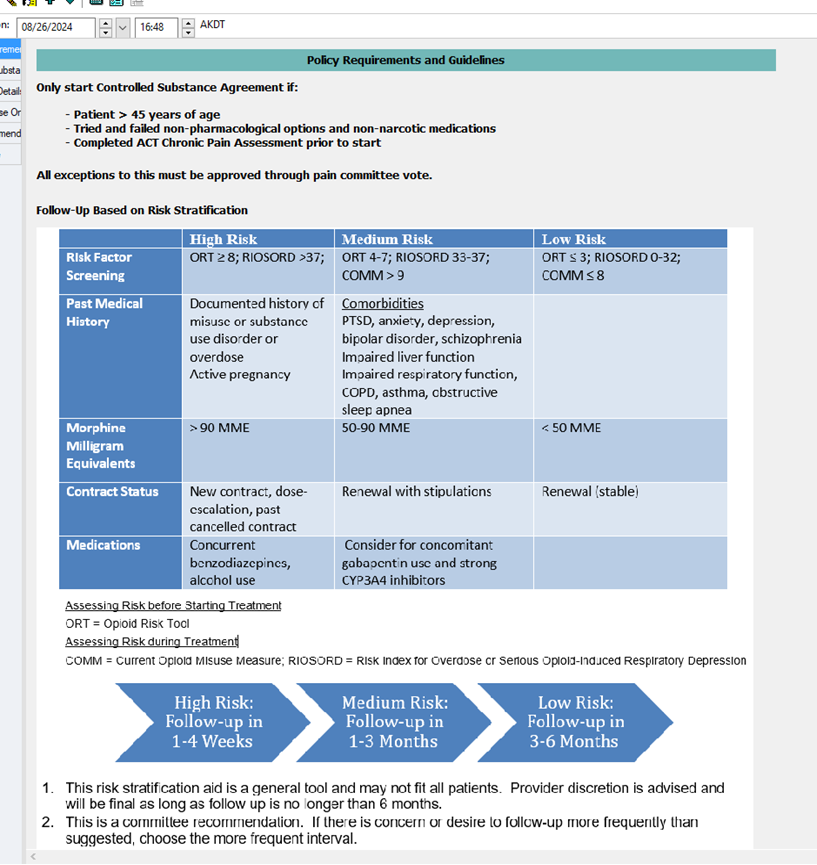 n: 08/26/2024 16:48 AKDT
reme
ubsta
Detail
se Or
mend
Policy Requirements and Guidelines
Only start Controlled Substance Agreement if:
- Patient > 45 years of age
- Tried and failed non-pharmacological options and non-narcotic medications
- Completed ACT Chronic Pain Assessment prior to start
All exceptions to this must be approved through pain committee vote.
Follow-Up Based on Risk Stratification
High Risk Medium Risk Low Risk
Risk Factor ORT ≥ 8; RIOSORD >37; ORT 4-7; RIOSORD 33-37; ORT ≤ 3; RIOSORD 0-32;
Screening COMM > 9 COMM ≤ 8
Past Medical Documented history of Comorbidities
History misuse or substance PTSD, anxiety, depression,
use disorder or bipolar disorder, schizophrenia
overdose Impaired liver function
Active pregnancy Impaired respiratory function,
COPD, asthma, obstructive
sleep apnea
Morphine > 90 MME 50-90 MME < 50 MME
Milligram
Equivalents
Contract Status New contract, dose- Renewal with stipulations Renewal (stable)
escalation, past
cancelled contract
Medications Concurrent Consider for concomitant
benzodiazepines, gabapentin use and strong
alcohol use CYP3A4 inhibitors
Assessing Risk before Starting Treatment
ORT = Opioid Risk Tool
Assessing Risk during Treatment
COMM = Current Opioid Misuse Measure; RIOSORD = Risk Index for Overdose or Serious Opioid-Induced Respiratory Depression
High Risk: Medium Risk: Low Risk:
Follow-up in Follow-up in Follow-up in
1-4 Weeks 1-3 Months 3-6 Months
1. This risk stratification aid is a general tool and may not fit all patients. Provider discretion is advised and
will be final as long as follow up is no longer than 6 months.
2. This is a committee recommendation. If there is concern or desire to follow-up more frequently than
suggested, choose the more frequent interval.